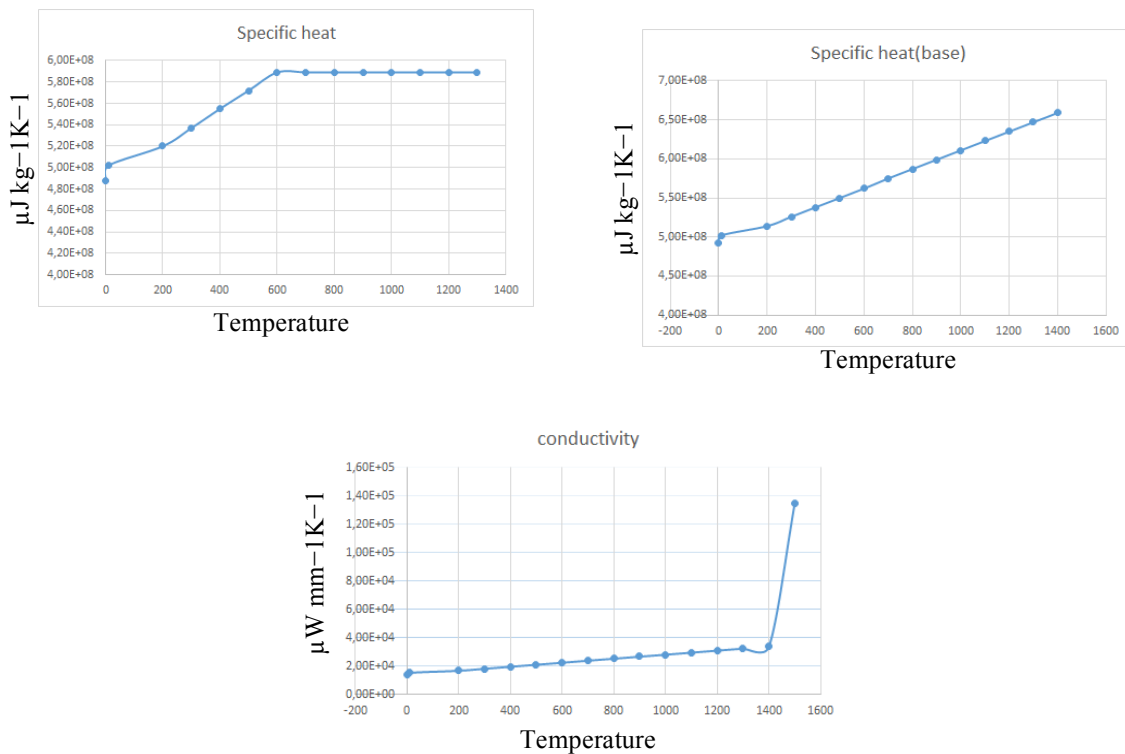 Specific heat
6,00E+08
5,80E+08
5,60E+08
5,40E+08
5,20E+08
5,00E+08
4,80E+08
4,60E+08
4,40E+08
4,20E+08
4,00E+08
0 200 400 600 800 1000 1200 1400
µJ kg−1K−1
Temperature
Specific heat(base)
7,00E+08
6,50E+08
6,00E+08
5,50E+08
5,00E+08
4,50E+08
4,00E+08
-200 0 200 400 600 800 1000 1200 1400 1600
µJ kg−1K−1
Temperature
conductivity
1,60E+05
1,40E+05
1,20E+05
1,00E+05
8,00E+04
6,00E+04
4,00E+04
2,00E+04
0,00E+00
-200 0 200 400 600 800 1000 1200 1400 1600
µW mm−1K−1
Temperature